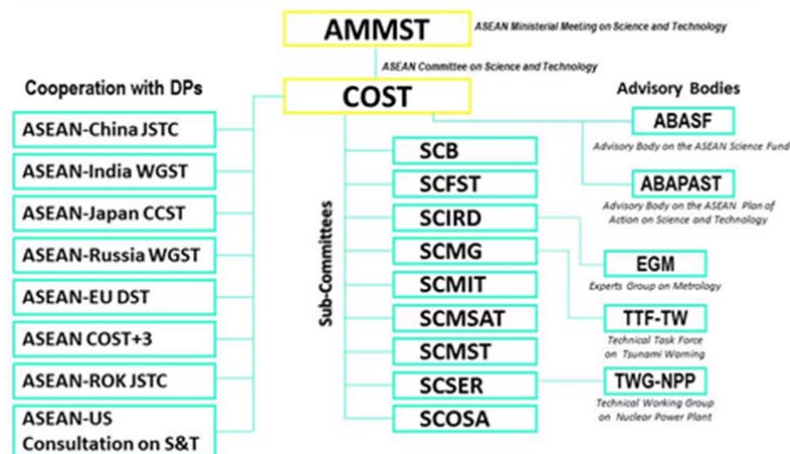 AMMST
ASEAN Ministerial Meeting on Science and Technology
ASEAN Committee on Science and Technology
COST
Cooperation with DPs
ASEAN-China JSTC
ASEAN-India WGST
ASEAN-Japan CCST
ASEAN-Russia WGST
ASEAN-EU DST
ASEAN COST+3
ASEAN-ROK JSTC
ASEAN-US
Consultation on S&T
Sub-Committees
SCB
SCFST
SCIRD
SCMG
SCMIT
SCMSAT
SCMST
SCSER
SCOSA
Advisory Bodies
ABASF
Advisory Body on the ASEAN Science Fund
ABAPAST
Advisory Body on the ASEAN Plan of
Action on Science and Technology
EGM
Experts Group on Metrology
TTF-TW
Technical Task Force
on Tsunami Warning
TWG-NPP
Technical Working Group
on Nuclear Power Plant